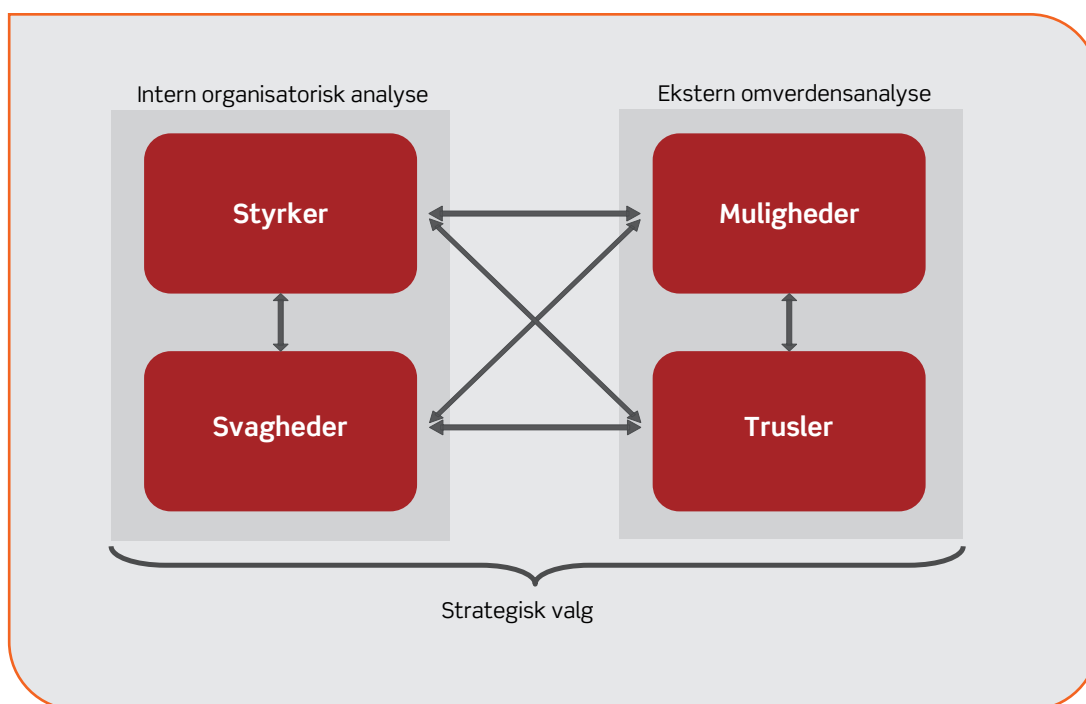 Intern organisatorisk analyse
Ekstern omverdensanalyse
Styrker
Muligheder
Svagheder
Trusler
Strategisk valg